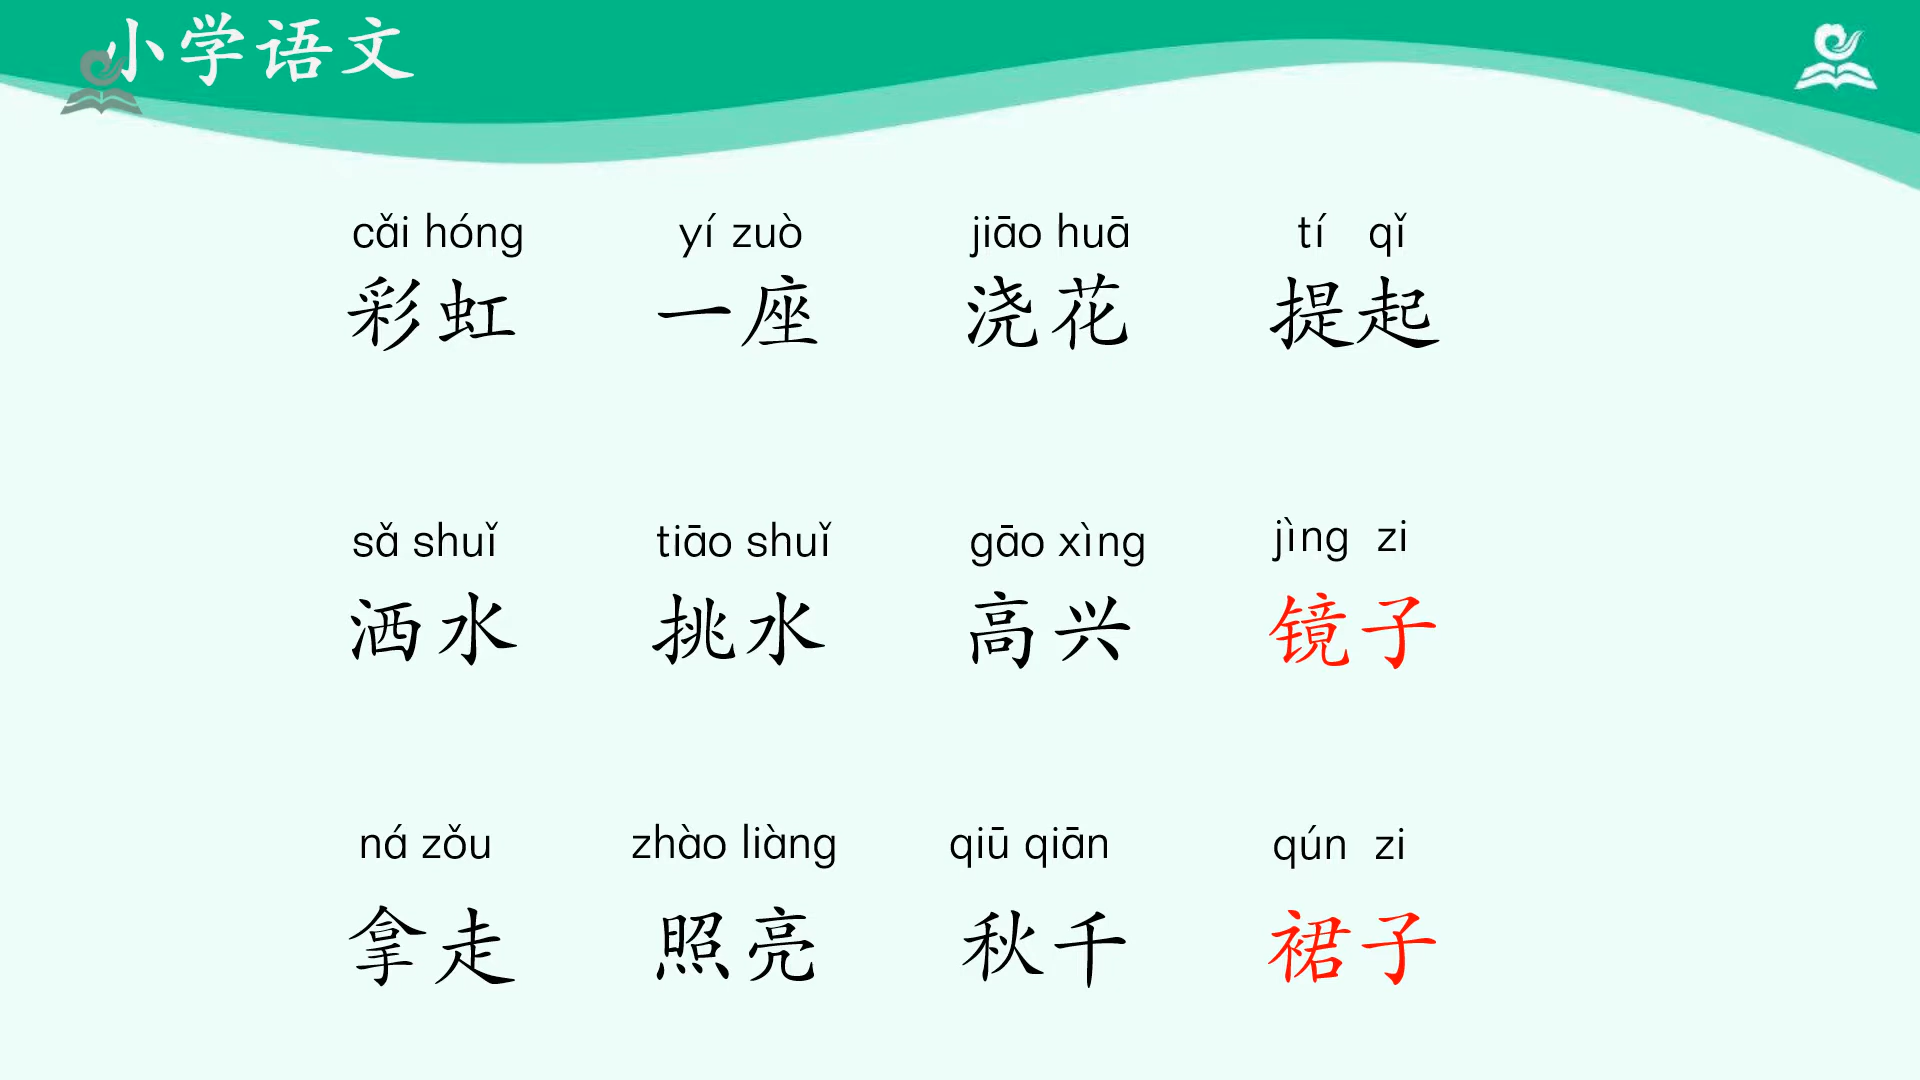 小学语文
cǎi hóng yí zuò jiāo huā tí qǐ
彩虹 一座 浇花 提起
sǎ shuǐ tiāo shuǐ gāo xìng jìng zi
洒水 挑水 高兴 镜子
ná zǒu zhào liàng qiū qiān qún zi
拿走 照亮 秋千 裙子